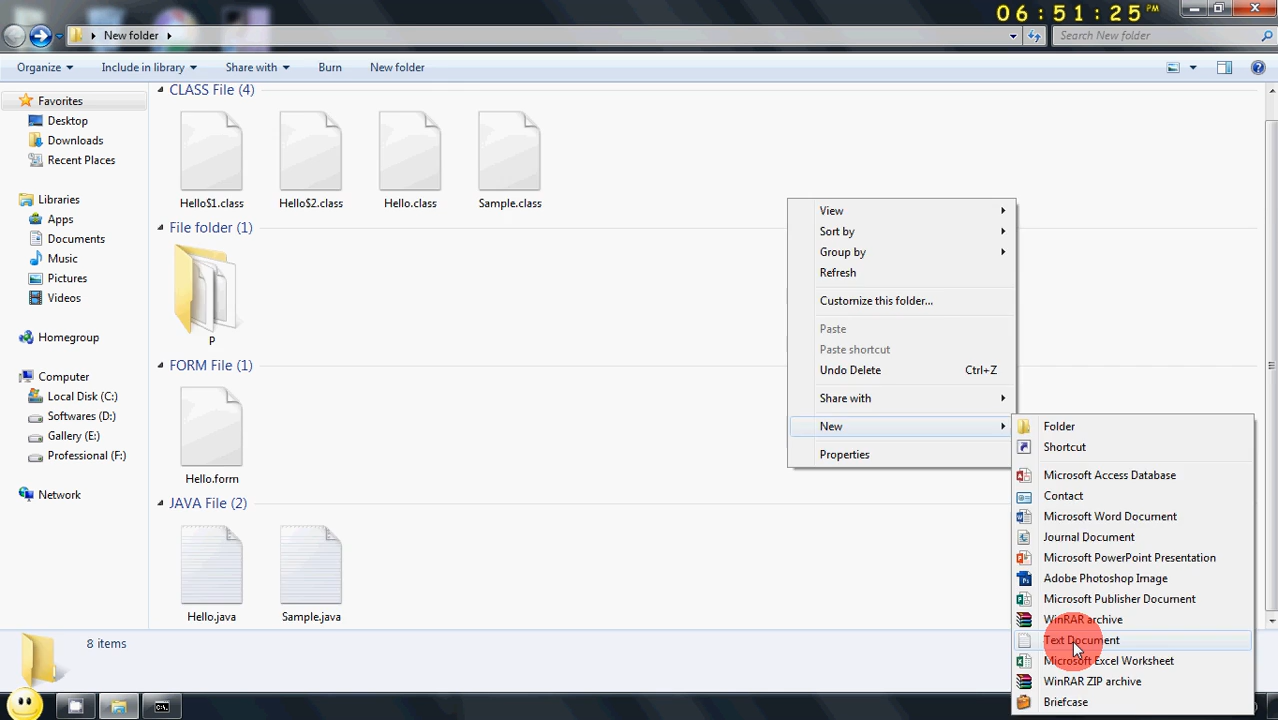 06:51:25 PM
New folder
Search New folder
Organize
Include in library
Share with
Burn
New folder
Favorites
Desktop
Downloads
Recent Places
Libraries
Apps
Documents
Music
Pictures
Videos
Homegroup
Computer
Local Disk (C:)
Softwares (D:)
Gallery (E:)
Professional (F:)
Network
CLASS File (4)
Hello$1.class
Hello$2.class
Hello.class
Sample.class
File folder (1)
P
FORM File (1)
Hello.form
JAVA File (2)
Hello.java
Sample.java
View
Sort by
Group by
Refresh
Customize this folder...
Paste
Paste shortcut
Undo Delete Ctrl+Z
Share with
New
Properties
Folder
Shortcut
Microsoft Access Database
Contact
Microsoft Word Document
Journal Document
Microsoft PowerPoint Presentation
Adobe Photoshop Image
Microsoft Publisher Document
WinRAR archive
Text Document
Microsoft Excel Worksheet
WinRAR ZIP archive
Briefcase
8 items